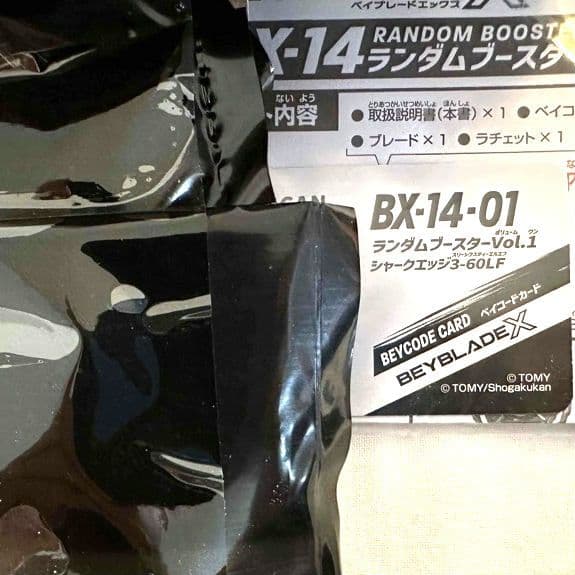 ベイブレードエックス X
X-14 RANDOM BOOST
ランダムブースタ
ない よう
内容
とりあつかいせつめいしょ ほんしょ
● 取扱説明書(本書) × 1 ● ベイコ
● ブレード × 1 ● ラチェット × 1
CAN
BX-14-01
ボリューム ワン
ランダムブースターVol.1
スリーシックスティ・エルエフ
シャークエッジ3-60LF
BEYCODE CARD ベイコードカード
BEYBLADE X
© TOMY
© TOMY/Shogakukan